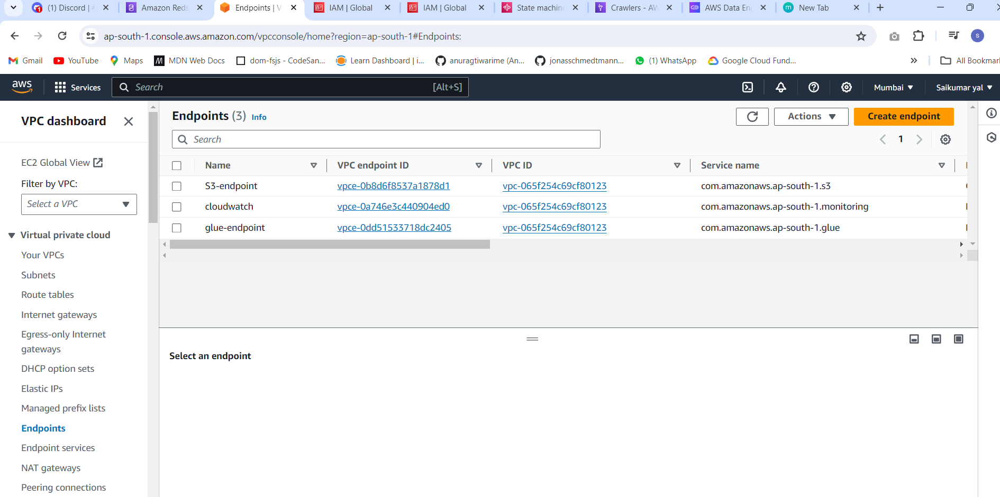 (1) Discord | #
Amazon Reds
Endpoints | V
IAM | Global
IAM | Global
State machin
Crawlers - AW
AWS Data En
m
New Tab
ap-south-1.console.aws.amazon.com/vpcconsole/home?region=ap-south-1#Endpoints:
s
Gmail
YouTube
Maps
MDN Web Docs
dom-fsjs - CodeSan...
Learn Dashboard | i...
anuragtiwarime (An...
jonasschmedtmann...
(1) WhatsApp
Google Cloud Fund...
All Bookmar
aws
Services
Search
[Alt+S]
Mumbai
Saikumar yal
VPC dashboard
EC2 Global View
Filter by VPC:
Select a VPC
Virtual private cloud
Your VPCs
Subnets
Route tables
Internet gateways
Egress-only Internet
gateways
DHCP option sets
Elastic IPs
Managed prefix lists
Endpoints
Endpoint services
NAT gateways
Peering connections
Endpoints (3) Info
Actions
Create endpoint
Search
1
Name VPC endpoint ID VPC ID Service name
S3-endpoint vpce-0b8d6f8537a1878d1 vpc-065f254c69cf80123 com.amazonaws.ap-south-1.s3
cloudwatch vpce-0a746e3c440904ed0 vpc-065f254c69cf80123 com.amazonaws.ap-south-1.monitoring
glue-endpoint vpce-0dd51533718dc2405 vpc-065f254c69cf80123 com.amazonaws.ap-south-1.glue
Select an endpoint